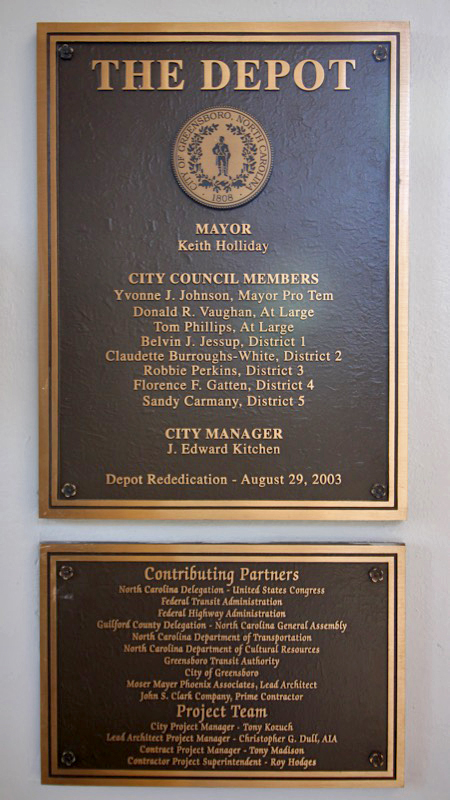 THE DEPOT
CITY OF GREENSBORO, NORTH CAROLINA
1808
MAYOR
Keith Holliday
CITY COUNCIL MEMBERS
Yvonne J. Johnson, Mayor Pro Tem
Donald R. Vaughan, At Large
Tom Phillips, At Large
Belvin J. Jessup, District 1
Claudette Burroughs-White, District 2
Robbie Perkins, District 3
Florence F. Gatten, District 4
Sandy Carmany, District 5
CITY MANAGER
J. Edward Kitchen
Depot Rededication - August 29, 2003
Contributing Partners
North Carolina Delegation - United States Congress
Federal Transit Administration
Federal Highway Administration
Guilford County Delegation - North Carolina General Assembly
North Carolina Department of Transportation
North Carolina Department of Cultural Resources
Greensboro Transit Authority
City of Greensboro
Moser Mayer Phoenix Associates, Lead Architect
John S. Clark Company, Prime Contractor
Project Team
City Project Manager - Tony Kozuch
Lead Architect Project Manager - Christopher G. Dull, AIA
Contract Project Manager - Tony Madison
Contractor Project Superintendent - Roy Hodges